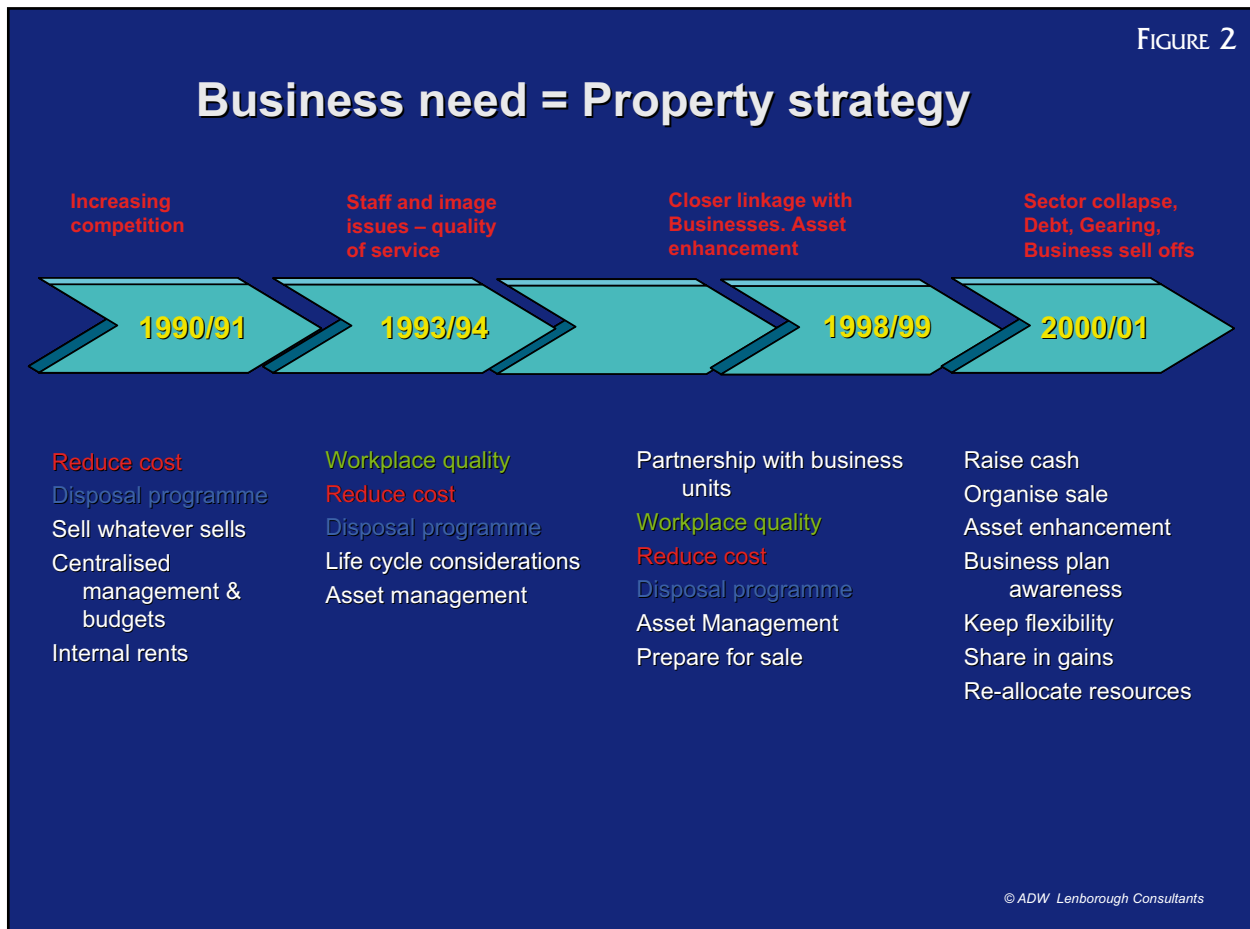 FIGURE 2
Business need = Property strategy
Increasing
competition
Staff and image
issues – quality
of service
Closer linkage with
Businesses. Asset
enhancement
Sector collapse,
Debt, Gearing,
Business sell offs
1990/91
1993/94
1998/99
2000/01
Reduce cost
Disposal programme
Sell whatever sells
Centralised
management &
budgets
Internal rents
Workplace quality
Reduce cost
Disposal programme
Life cycle considerations
Asset management
Partnership with business
units
Workplace quality
Reduce cost
Disposal programme
Asset Management
Prepare for sale
Raise cash
Organise sale
Asset enhancement
Business plan
awareness
Keep flexibility
Share in gains
Re-allocate resources
© ADW Lenborough Consultants